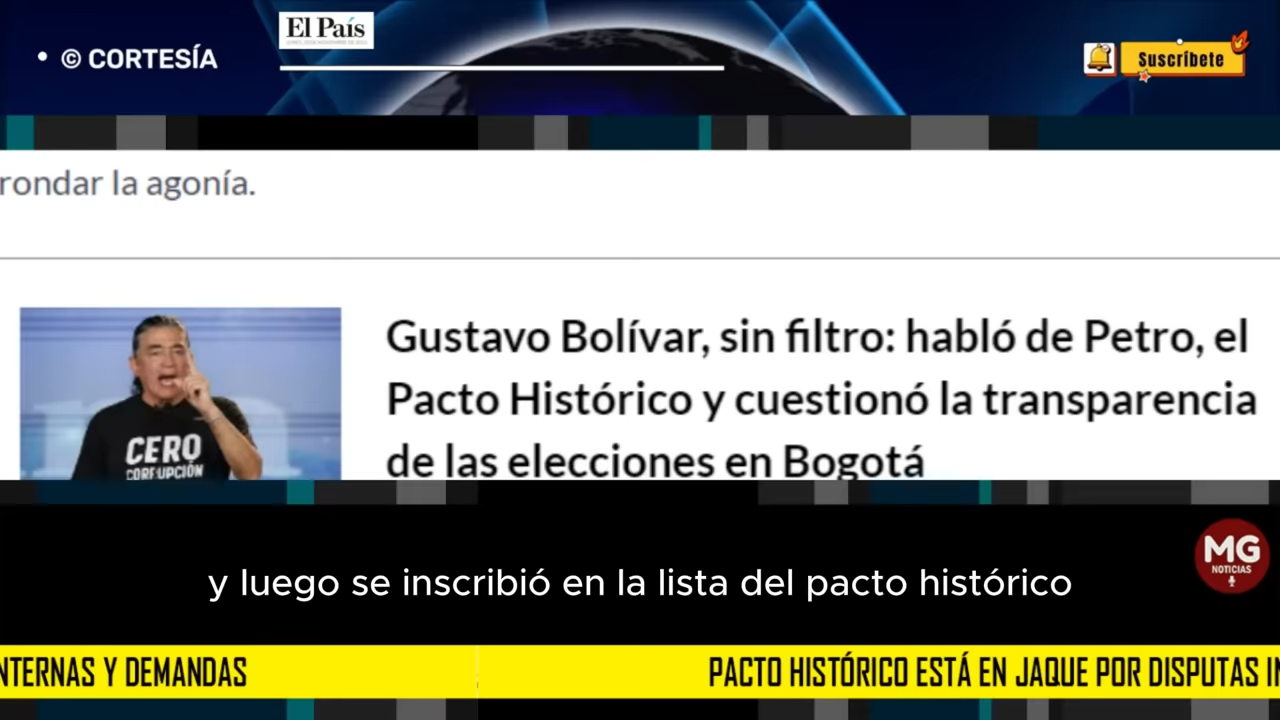 • © CORTESÍA
El País
Suscríbete
rondar la agonía.
Gustavo Bolívar, sin filtro: habló de Petro, el
Pacto Histórico y cuestionó la transparencia
de las elecciones en Bogotá
CERO
CORRUPCIÓN
y luego se inscribió en la lista del pacto histórico
MG
NOTICIAS
NTERNAS Y DEMANDAS
PACTO HISTÓRICO ESTÁ EN JAQUE POR DISPUTAS IN